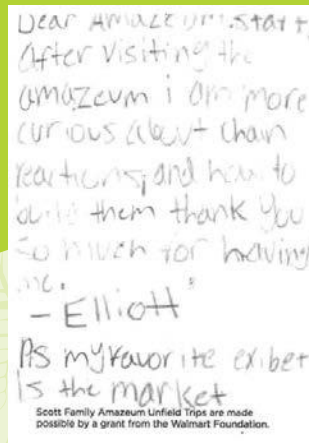 Dear Amazeum staff,
After visiting the
amazeum i am more
curious about chain
reactions, and how to
build them thank you
so much for having
me.
- Elliott
PS my favorite exibet
Is the market
Scott Family Amazeum Unfield Trips are made
possible by a grant from the Walmart Foundation.